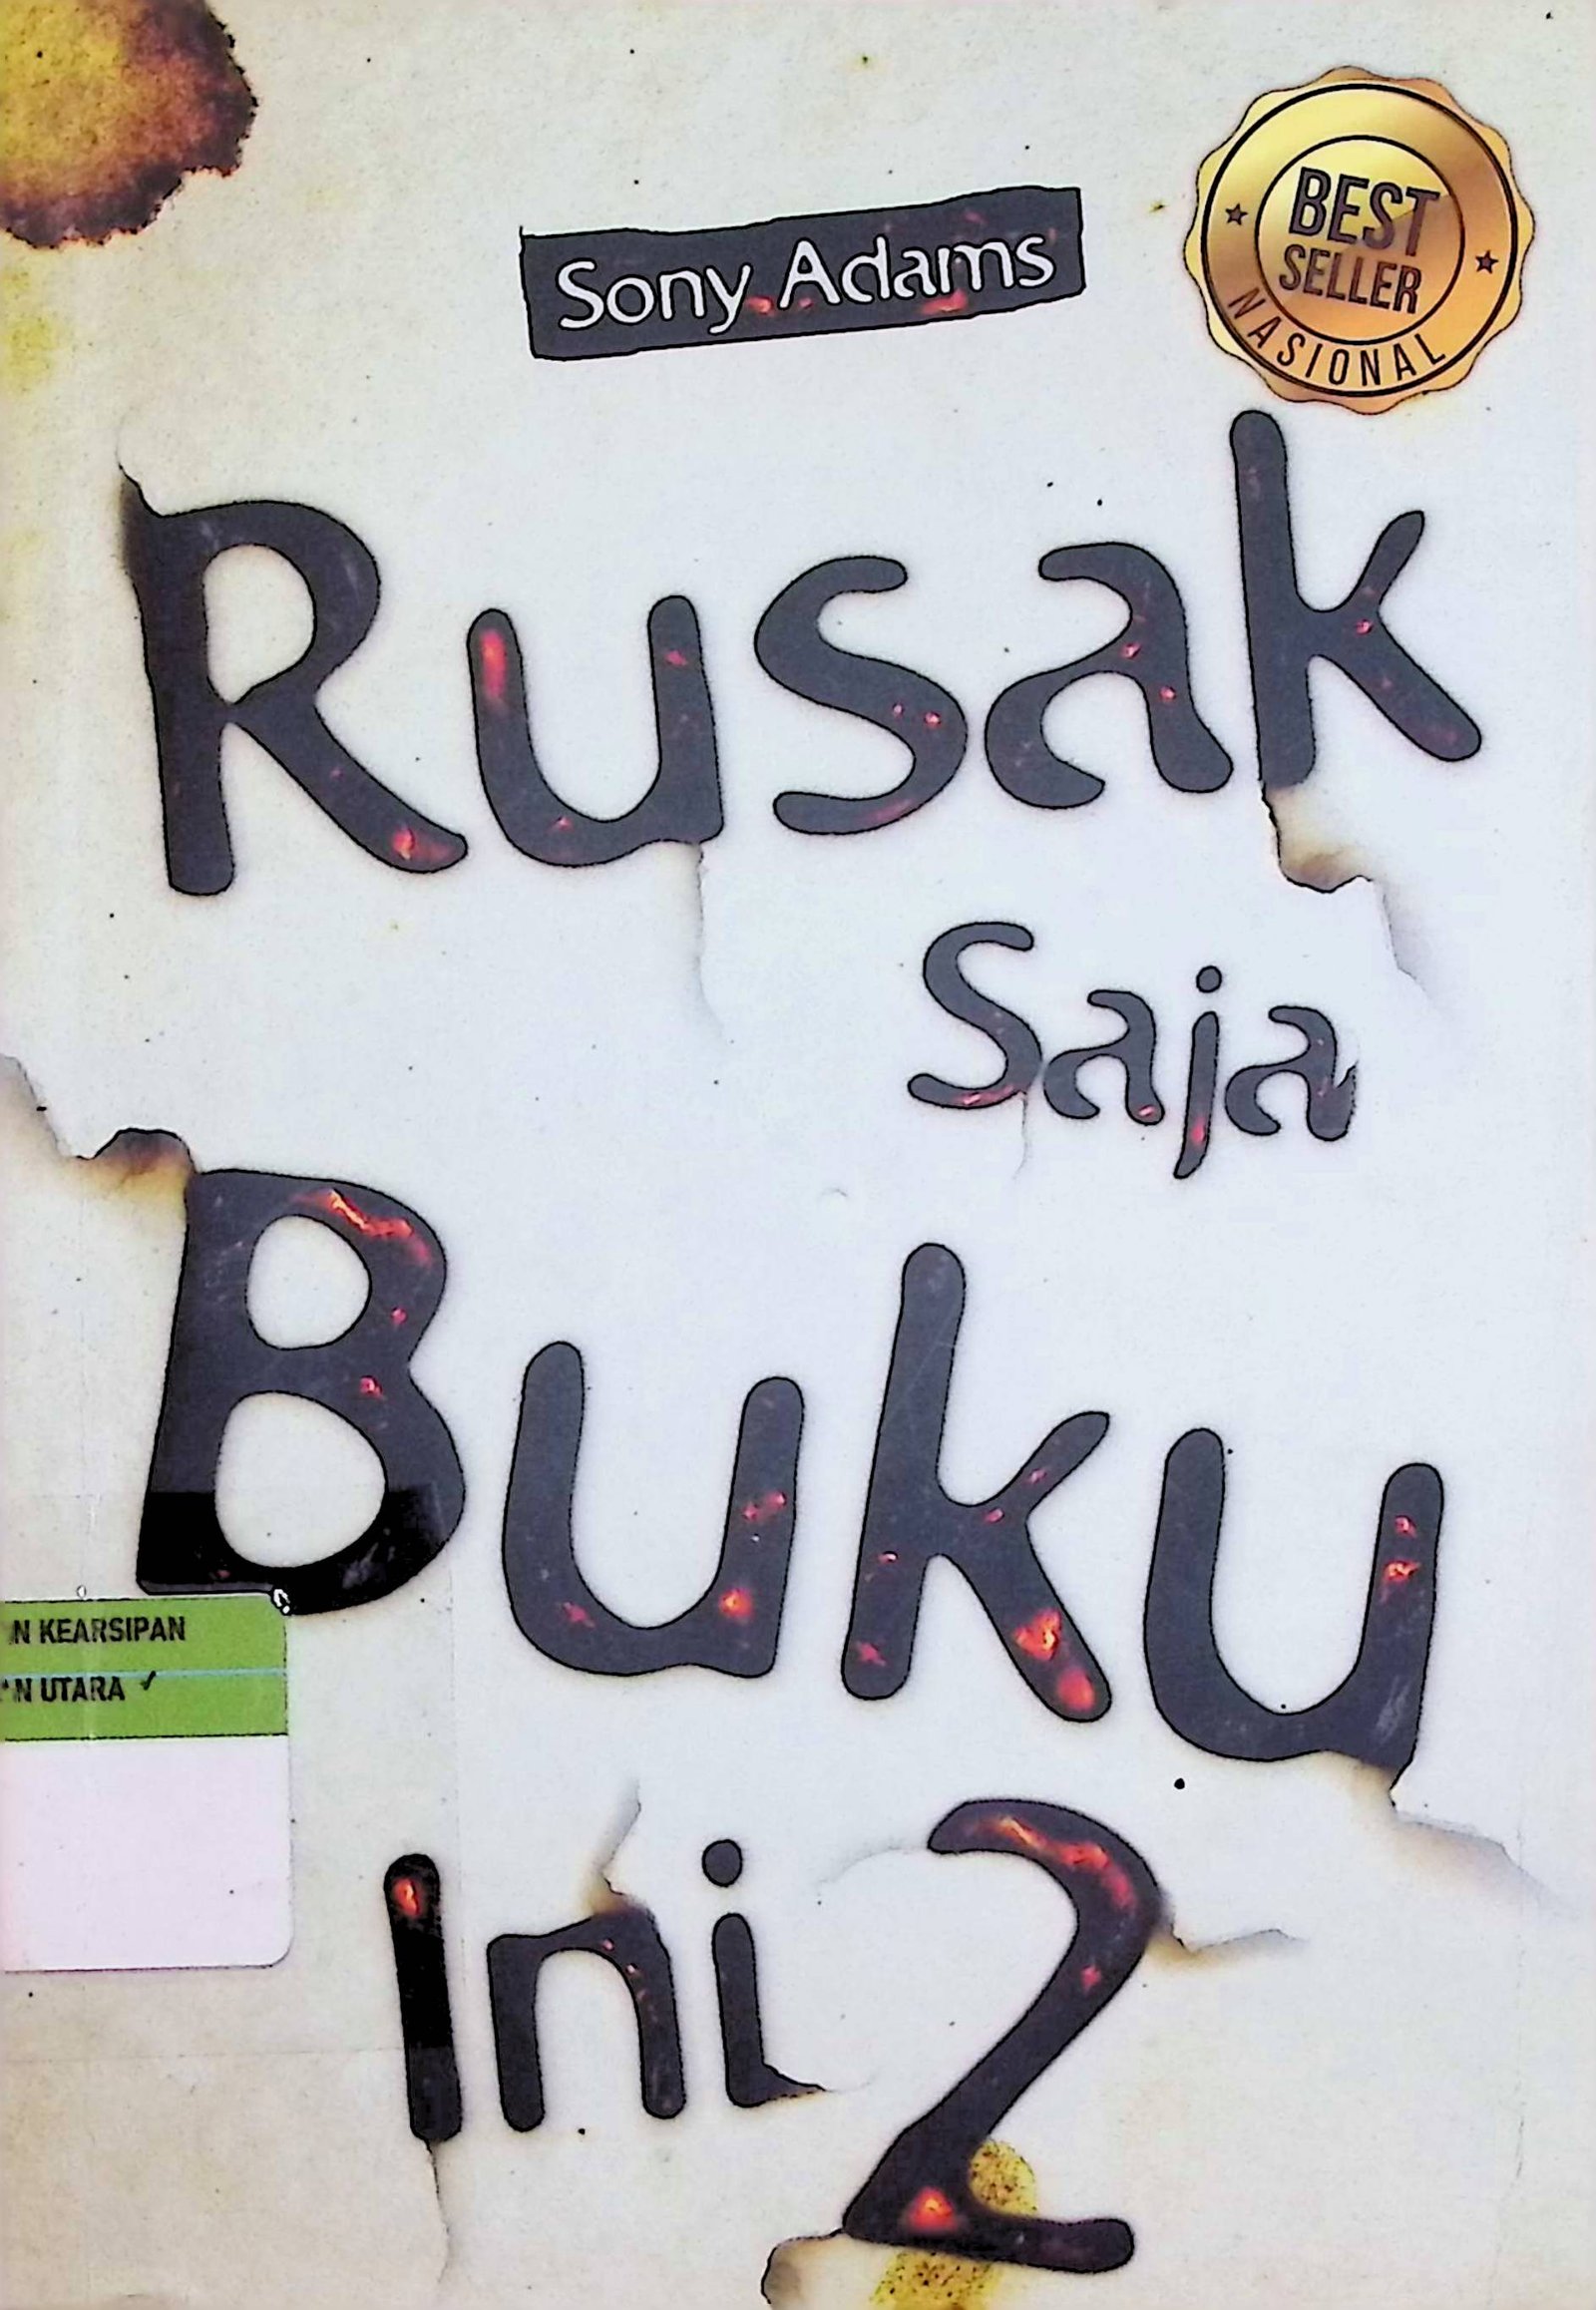 Sony Adams
BEST
SELLER
NASIONAL
Rusak
Saja
Buku
N KEARSIPAN
N UTARA
Ini 2